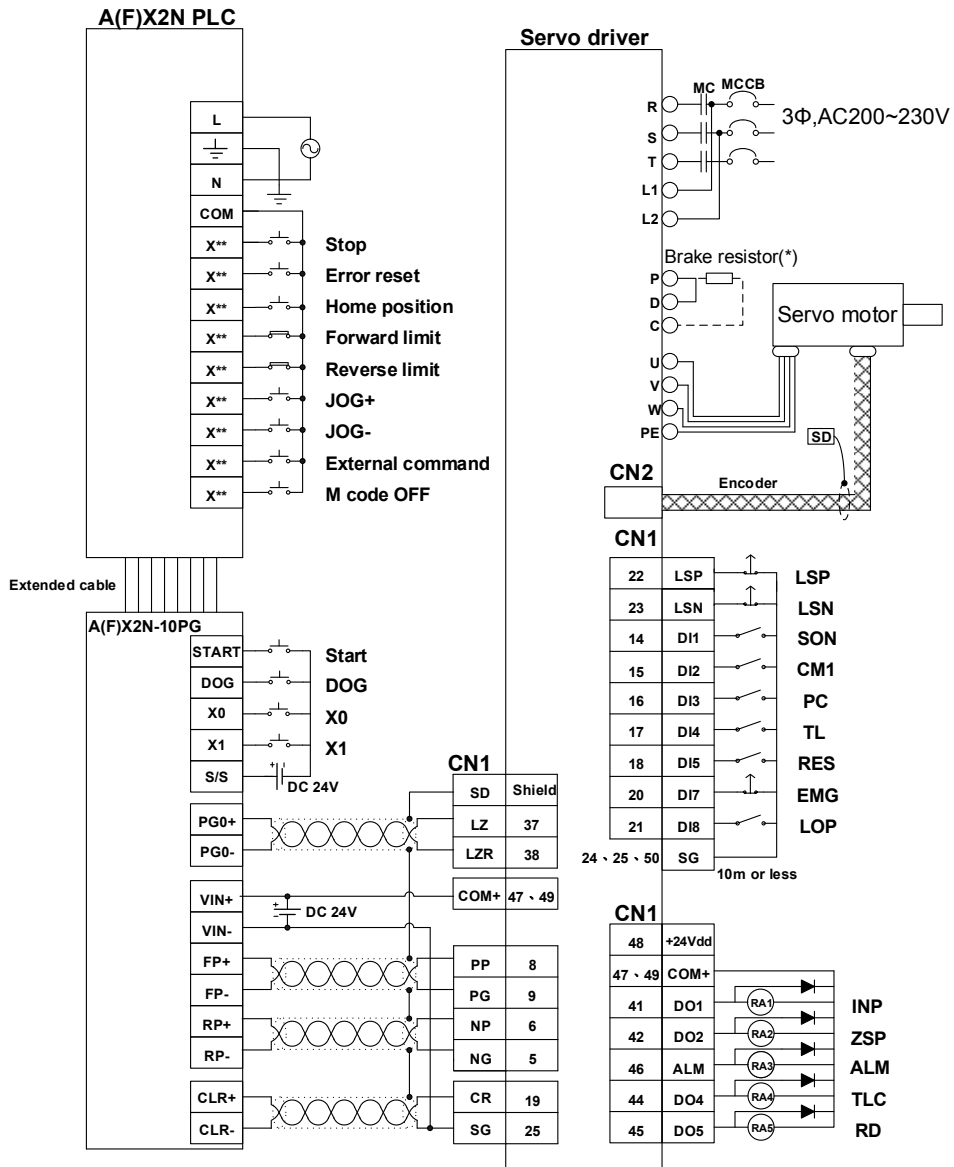 A(F)X2N PLC
L
N
COM
X** Stop
X** Error reset
X** Home position
X** Forward limit
X** Reverse limit
X** JOG+
X** JOG-
X** External command
X** M code OFF
Extended cable
A(F)X2N-10PG
START Start
DOG DOG
X0 X0
X1 X1
S/S + DC 24V
PG0+
PG0-
VIN+
+ - DC 24V
VIN-
FP+
FP-
RP+
RP-
CLR+
CLR-
CN1
SD Shield
LZ 37
LZR 38
COM+ 47、49
PP 8
PG 9
NP 6
NG 5
CR 19
SG 25
Servo driver
MC MCCB
R
S
T
L1
L2
3Φ,AC200~230V
Brake resistor(*)
P
D
C
Servo motor
U
V
W
PE
SD
CN2
Encoder
CN1
22 LSP LSP
23 LSN LSN
14 DI1 SON
15 DI2 CM1
16 DI3 PC
17 DI4 TL
18 DI5 RES
20 DI7 EMG
21 DI8 LOP
24、25、50 SG
10m or less
CN1
48 +24Vdd
47、49 COM+
41 DO1 RA1 INP
42 DO2 RA2 ZSP
46 ALM RA3 ALM
44 DO4 RA4 TLC
45 DO5 RA5 RD